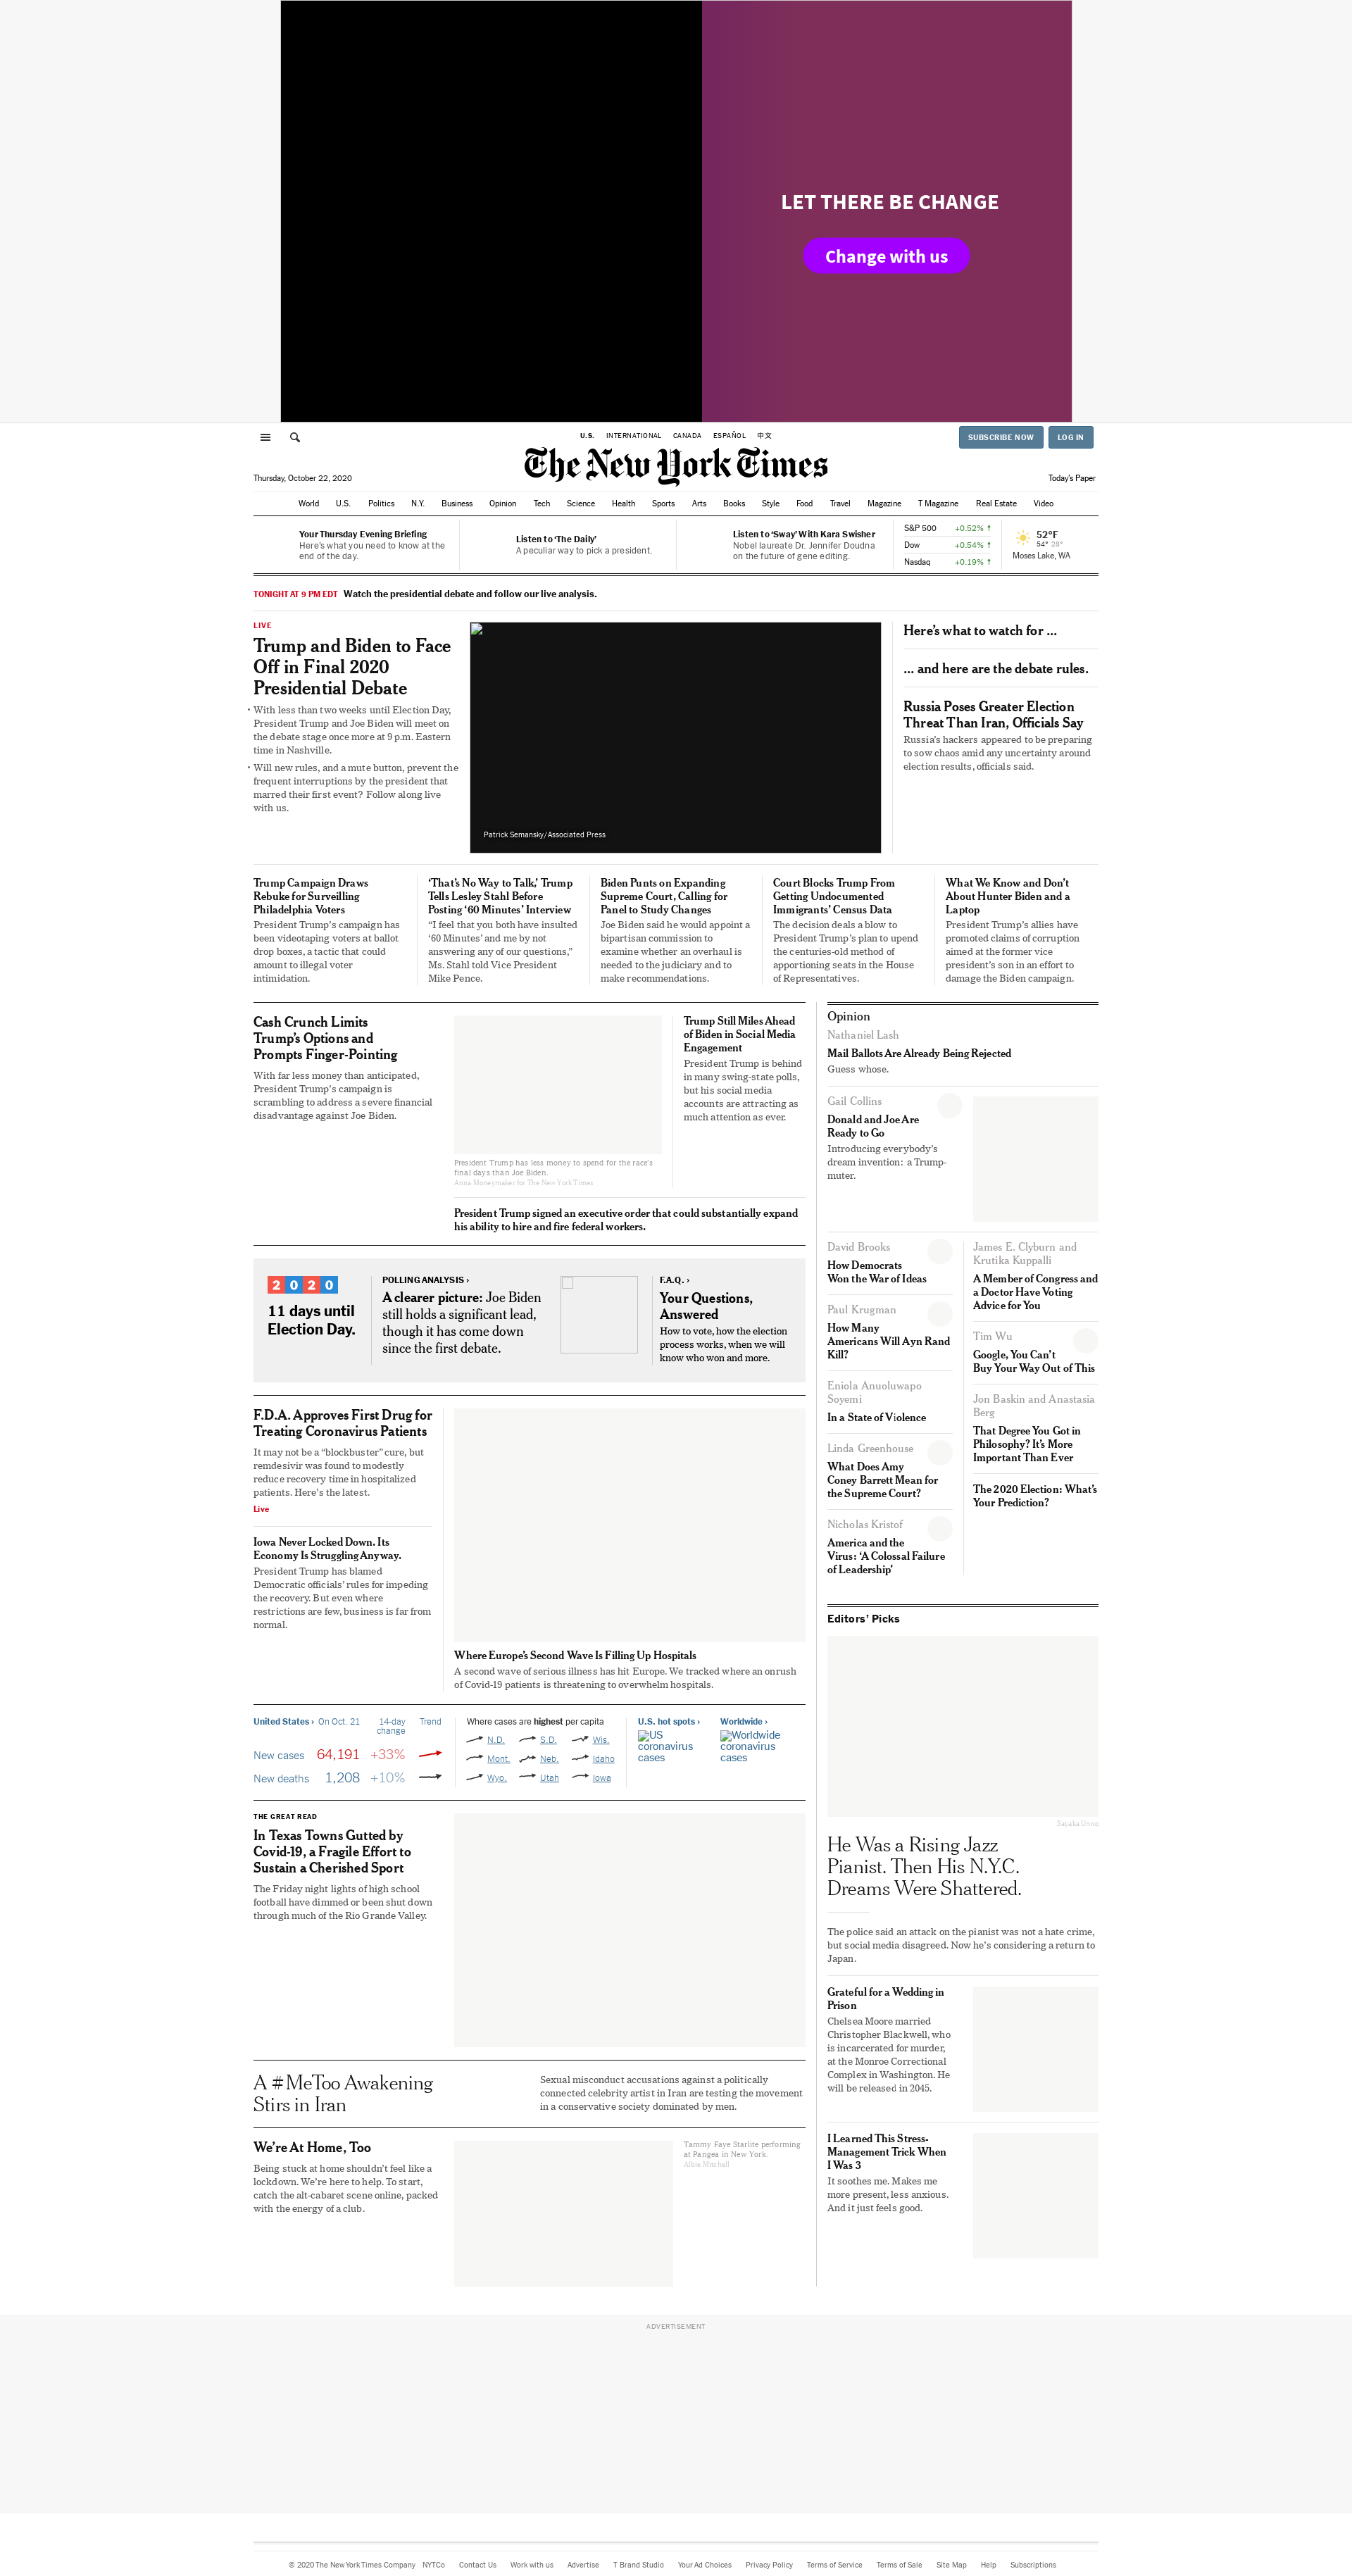 LET THERE BE CHANGE
Change with us
U.S. INTERNATIONAL CANADA ESPAÑOL 中文
SUBSCRIBE NOW LOG IN
The New York Times
Thursday, October 22, 2020
Today's Paper
World U.S. Politics N.Y. Business Opinion Tech Science Health Sports Arts Books Style Food Travel Magazine T Magazine Real Estate Video
Your Thursday Evening Briefing
Here's what you need to know at the
end of the day.
Listen to 'The Daily'
A peculiar way to pick a president.
Listen to 'Sway' With Kara Swisher
Nobel laureate Dr. Jennifer Doudna
on the future of gene editing.
S&P 500 +0.52% ↑
Dow +0.54% ↑
Nasdaq +0.19% ↑
52°F
54° 28°
Moses Lake, WA
TONIGHT AT 9 PM EDT Watch the presidential debate and follow our live analysis.
LIVE
Trump and Biden to Face
Off in Final 2020
Presidential Debate
• With less than two weeks until Election Day,
President Trump and Joe Biden will meet on
the debate stage once more at 9 p.m. Eastern
time in Nashville.
• Will new rules, and a mute button, prevent the
frequent interruptions by the president that
marred their first event? Follow along live
with us.
Patrick Semansky/Associated Press
Here's what to watch for …
… and here are the debate rules.
Russia Poses Greater Election
Threat Than Iran, Officials Say
Russia's hackers appeared to be preparing
to sow chaos amid any uncertainty around
election results, officials said.
Trump Campaign Draws
Rebuke for Surveilling
Philadelphia Voters
President Trump's campaign has
been videotaping voters at ballot
drop boxes, a tactic that could
amount to illegal voter
intimidation.
'That's No Way to Talk,' Trump
Tells Lesley Stahl Before
Posting '60 Minutes' Interview
"I feel that you both have insulted
'60 Minutes' and me by not
answering any of our questions,"
Ms. Stahl told Vice President
Mike Pence.
Biden Punts on Expanding
Supreme Court, Calling for
Panel to Study Changes
Joe Biden said he would appoint a
bipartisan commission to
examine whether an overhaul is
needed to the judiciary and to
make recommendations.
Court Blocks Trump From
Getting Undocumented
Immigrants' Census Data
The decision deals a blow to
President Trump's plan to upend
the centuries-old method of
apportioning seats in the House
of Representatives.
What We Know and Don't
About Hunter Biden and a
Laptop
President Trump's allies have
promoted claims of corruption
aimed at the former vice
president's son in an effort to
damage the Biden campaign.
Cash Crunch Limits
Trump's Options and
Prompts Finger-Pointing
With far less money than anticipated,
President Trump's campaign is
scrambling to address a severe financial
disadvantage against Joe Biden.
President Trump has less money to spend for the race's
final days than Joe Biden.
Anna Moneymaker for The New York Times
Trump Still Miles Ahead
of Biden in Social Media
Engagement
President Trump is behind
in many swing-state polls,
but his social media
accounts are attracting as
much attention as ever.
President Trump signed an executive order that could substantially expand
his ability to hire and fire federal workers.
2020
11 days until
Election Day.
POLLING ANALYSIS ›
A clearer picture: Joe Biden
still holds a significant lead,
though it has come down
since the first debate.
F.A.Q. ›
Your Questions,
Answered
How to vote, how the election
process works, when we will
know who won and more.
F.D.A. Approves First Drug for
Treating Coronavirus Patients
It may not be a "blockbuster" cure, but
remdesivir was found to modestly
reduce recovery time in hospitalized
patients. Here's the latest.
Live
Iowa Never Locked Down. Its
Economy Is Struggling Anyway.
President Trump has blamed
Democratic officials' rules for impeding
the recovery. But even where
restrictions are few, business is far from
normal.
Where Europe's Second Wave Is Filling Up Hospitals
A second wave of serious illness has hit Europe. We tracked where an onrush
of Covid-19 patients is threatening to overwhelm hospitals.
United States › On Oct. 21 14-day change Trend
New cases 64,191 +33%
New deaths 1,208 +10%
Where cases are highest per capita
N.D. S.D. Wis.
Mont. Neb. Idaho
Wyo. Utah Iowa
U.S. hot spots ›
US
coronavirus
cases
Worldwide ›
Worldwide
coronavirus
cases
THE GREAT READ
In Texas Towns Gutted by
Covid-19, a Fragile Effort to
Sustain a Cherished Sport
The Friday night lights of high school
football have dimmed or been shut down
through much of the Rio Grande Valley.
A #MeToo Awakening
Stirs in Iran
Sexual misconduct accusations against a politically
connected celebrity artist in Iran are testing the movement
in a conservative society dominated by men.
We're At Home, Too
Being stuck at home shouldn't feel like a
lockdown. We're here to help. To start,
catch the alt-cabaret scene online, packed
with the energy of a club.
Tammy Faye Starlite performing
at Pangea in New York.
Albie Mitchell
Opinion
Nathaniel Lash
Mail Ballots Are Already Being Rejected
Guess whose.
Gail Collins
Donald and Joe Are
Ready to Go
Introducing everybody's
dream invention: a Trump-
muter.
David Brooks
How Democrats
Won the War of Ideas
Paul Krugman
How Many
Americans Will Ayn Rand
Kill?
Eniola Anuoluwapo
Soyemi
In a State of Violence
Linda Greenhouse
What Does Amy
Coney Barrett Mean for
the Supreme Court?
Nicholas Kristof
America and the
Virus: 'A Colossal Failure
of Leadership'
James E. Clyburn and
Krutika Kuppalli
A Member of Congress and
a Doctor Have Voting
Advice for You
Tim Wu
Google, You Can't
Buy Your Way Out of This
Jon Baskin and Anastasia
Berg
That Degree You Got in
Philosophy? It's More
Important Than Ever
The 2020 Election: What's
Your Prediction?
Editors' Picks
Sayaka Ueno
He Was a Rising Jazz
Pianist. Then His N.Y.C.
Dreams Were Shattered.
The police said an attack on the pianist was not a hate crime,
but social media disagreed. Now he's considering a return to
Japan.
Grateful for a Wedding in
Prison
Chelsea Moore married
Christopher Blackwell, who
is incarcerated for murder,
at the Monroe Correctional
Complex in Washington. He
will be released in 2045.
I Learned This Stress-
Management Trick When
I Was 3
It soothes me. Makes me
more present, less anxious.
And it just feels good.
ADVERTISEMENT
© 2020 The New York Times Company NYTCo Contact Us Work with us Advertise T Brand Studio Your Ad Choices Privacy Policy Terms of Service Terms of Sale Site Map Help Subscriptions